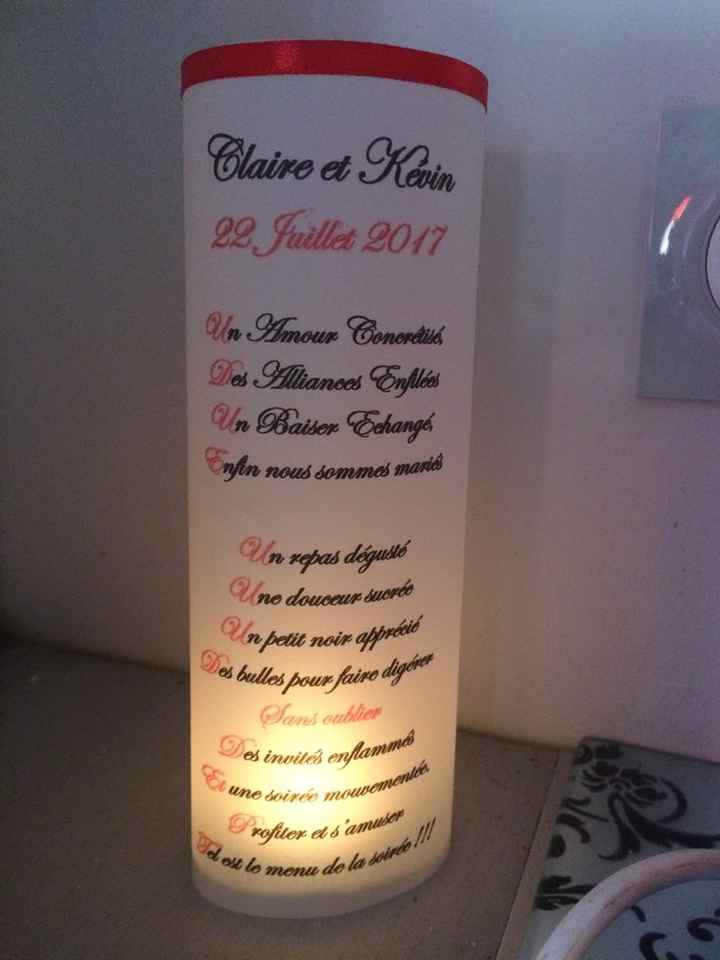 Claire et Kévin
22 Juillet 2017
Un Amour Concrétisé,
Des Alliances Enfilées
Un Baiser Echangé,
Enfin nous sommes mariés
Un repas dégusté
Une douceur sucrée
Un petit noir apprécié
Des bulles pour faire digérer
Sans oublier
Des invités enflammés
Et une soirée mouvementée.
Profiter et s'amuser
Tel est le menu de la soirée !!!